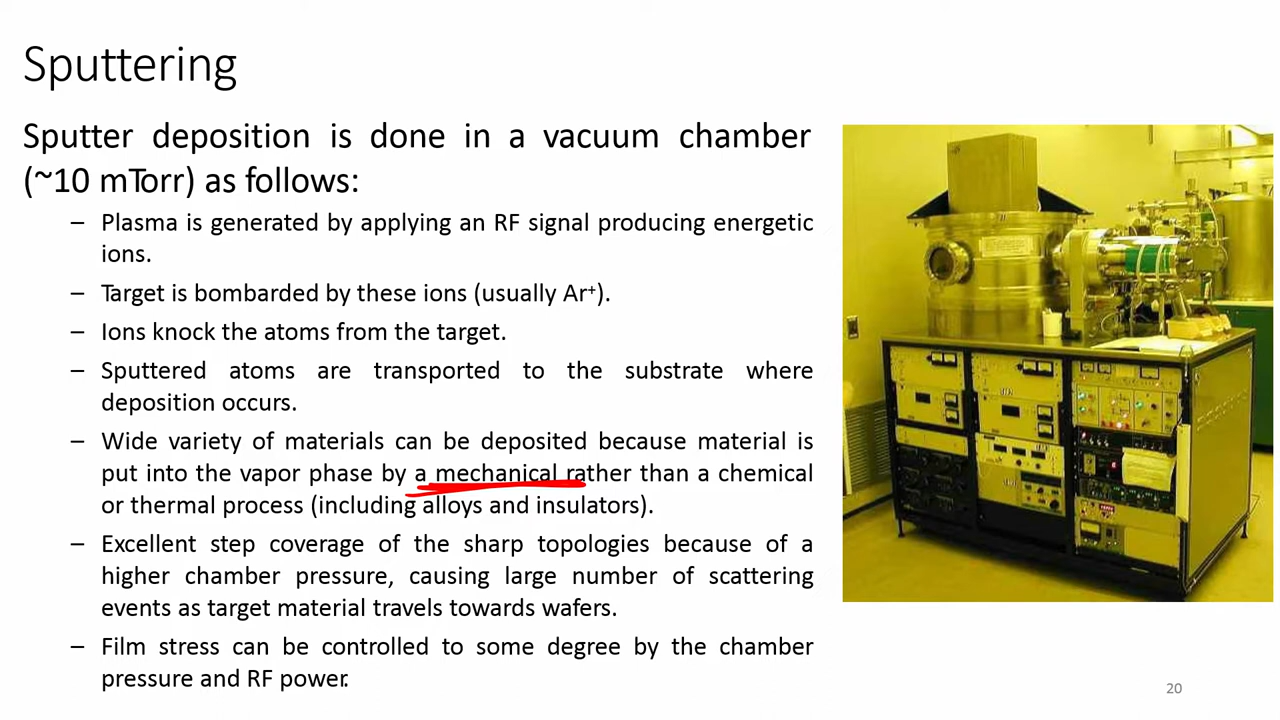 Sputtering
Sputter deposition is done in a vacuum chamber
(~10 mTorr) as follows:
– Plasma is generated by applying an RF signal producing energetic
ions.
– Target is bombarded by these ions (usually Ar⁺).
– Ions knock the atoms from the target.
– Sputtered atoms are transported to the substrate where
deposition occurs.
– Wide variety of materials can be deposited because material is
put into the vapor phase by a mechanical rather than a chemical
or thermal process (including alloys and insulators).
– Excellent step coverage of the sharp topologies because of a
higher chamber pressure, causing large number of scattering
events as target material travels towards wafers.
– Film stress can be controlled to some degree by the chamber
pressure and RF power.
20